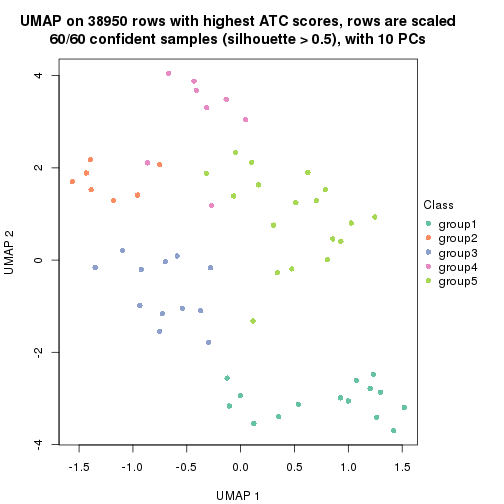 UMAP on 38950 rows with highest ATC scores, rows are scaled
60/60 confident samples (silhouette > 0.5), with 10 PCs
4
2
0
-2
-4
UMAP 2
-1.5 -1.0 -0.5 0.0 0.5 1.0 1.5
UMAP 1
Class
group1
group2
group3
group4
group5